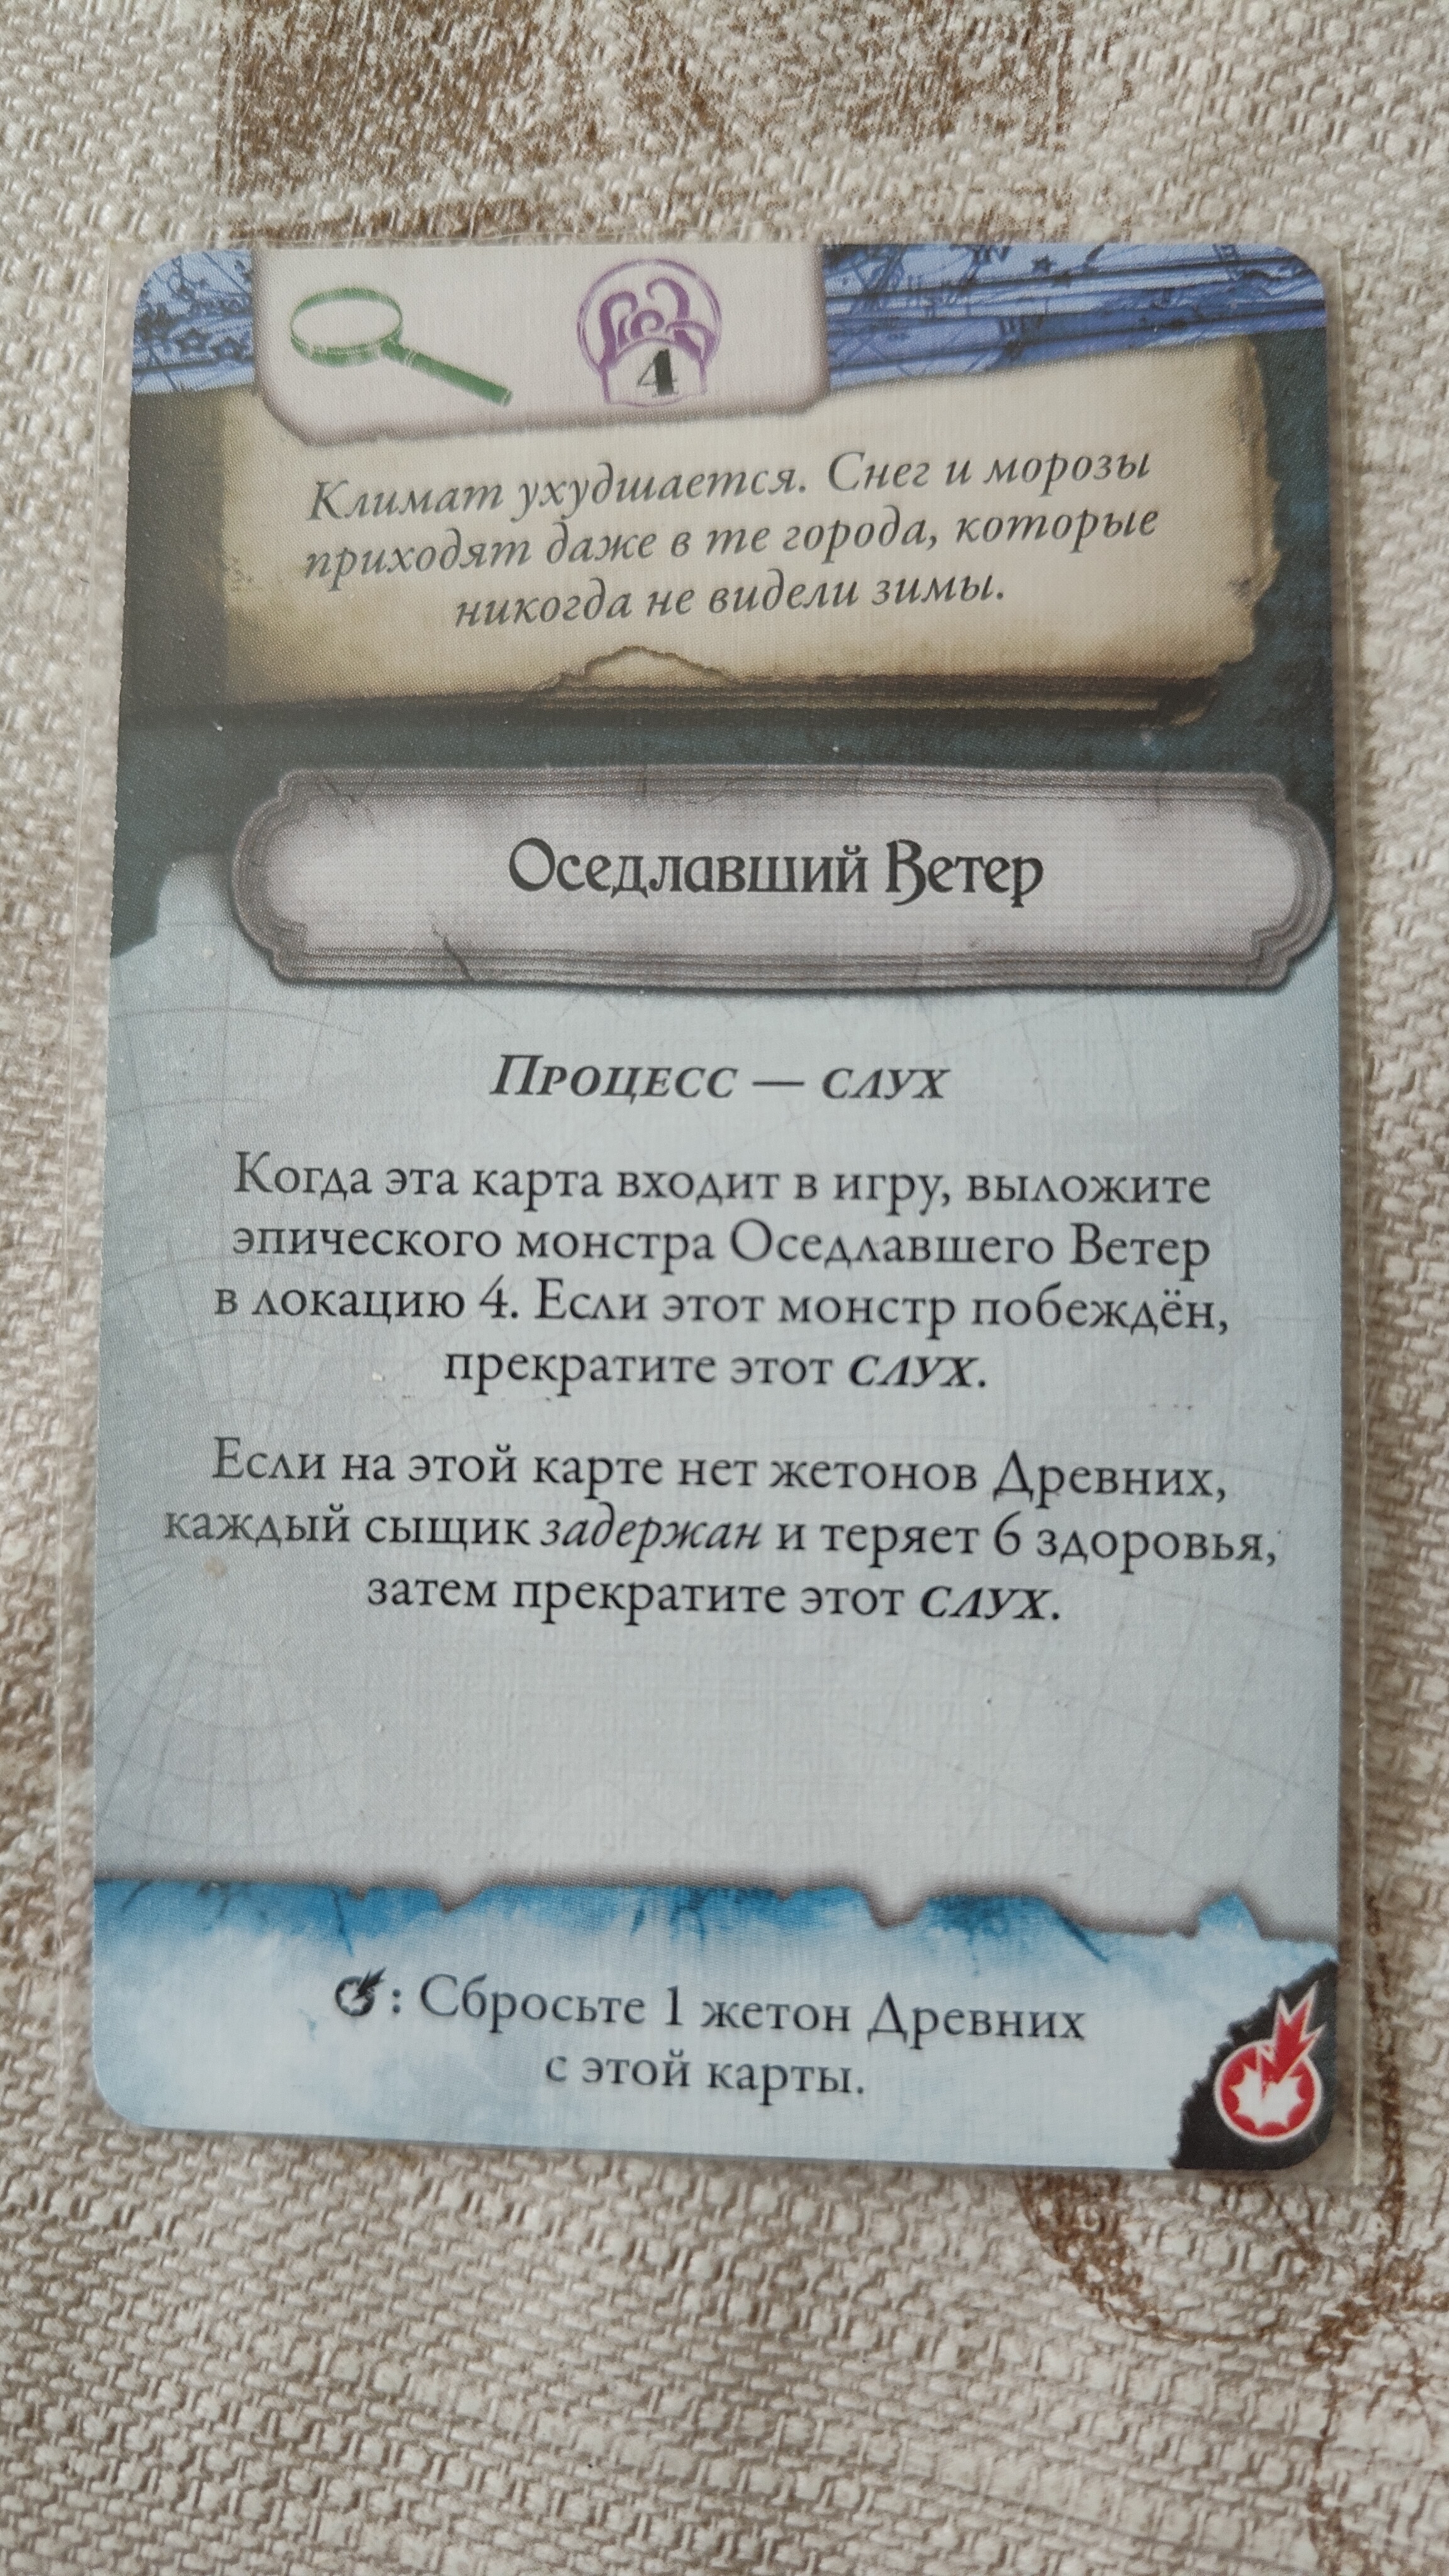 4
Климат ухудшается. Снег и морозы
приходят даже в те города, которые
никогда не видели зимы.
Оседлавший Ветер
Процесс — слух
Когда эта карта входит в игру, выложите
эпического монстра Оседлавшего Ветер
в локацию 4. Если этот монстр побеждён,
прекратите этот слух.
Если на этой карте нет жетонов Древних,
каждый сыщик задержан и теряет 6 здоровья,
затем прекратите этот слух.
: Сбросьте 1 жетон Древних
с этой карты.